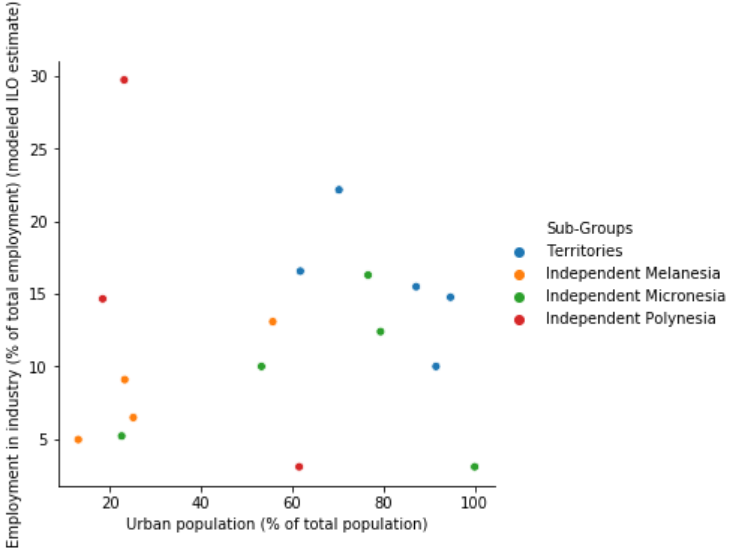 Employment in industry (% of total employment) (modeled ILO estimate)
30
25
20
15
10
5
20 40 60 80 100
Urban population (% of total population)
Sub-Groups
Territories
Independent Melanesia
Independent Micronesia
Independent Polynesia